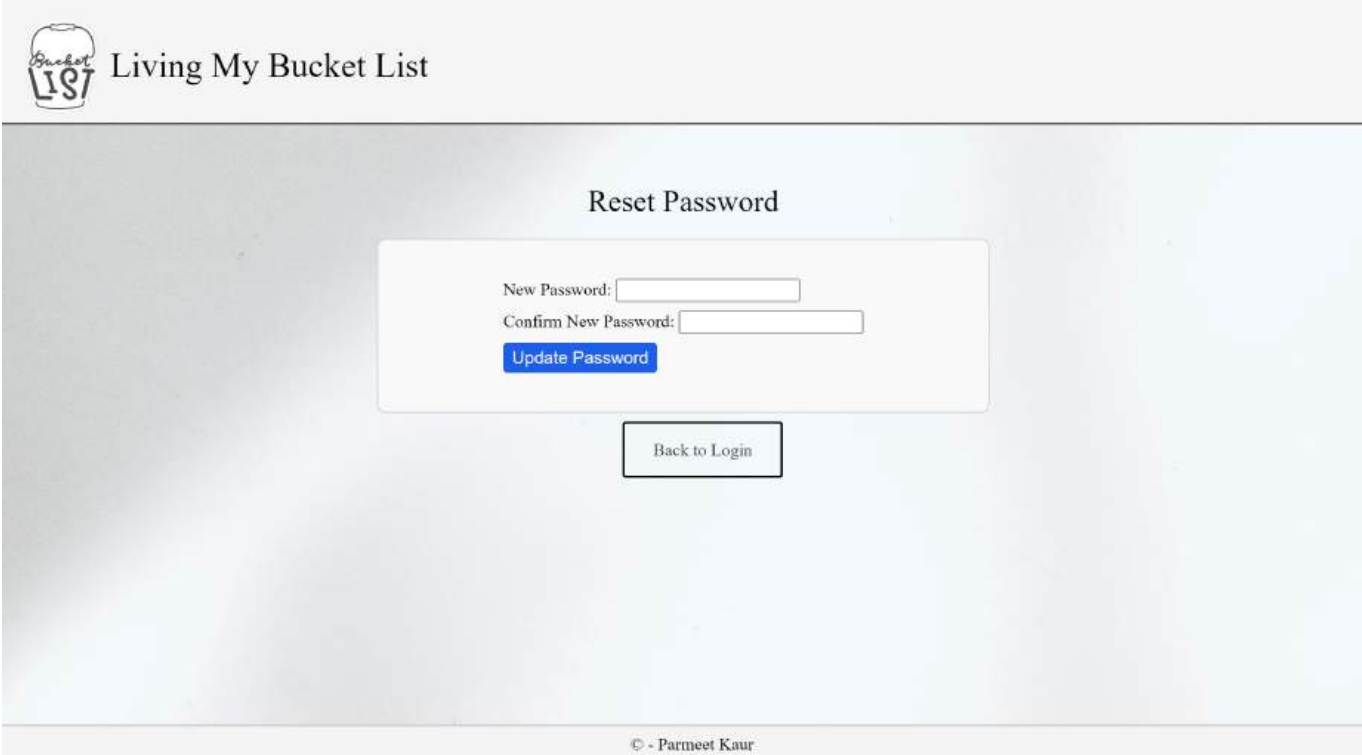 Bucket
LIST
Living My Bucket List
Reset Password
New Password:
Confirm New Password:
Update Password
Back to Login
© - Parmeet Kaur